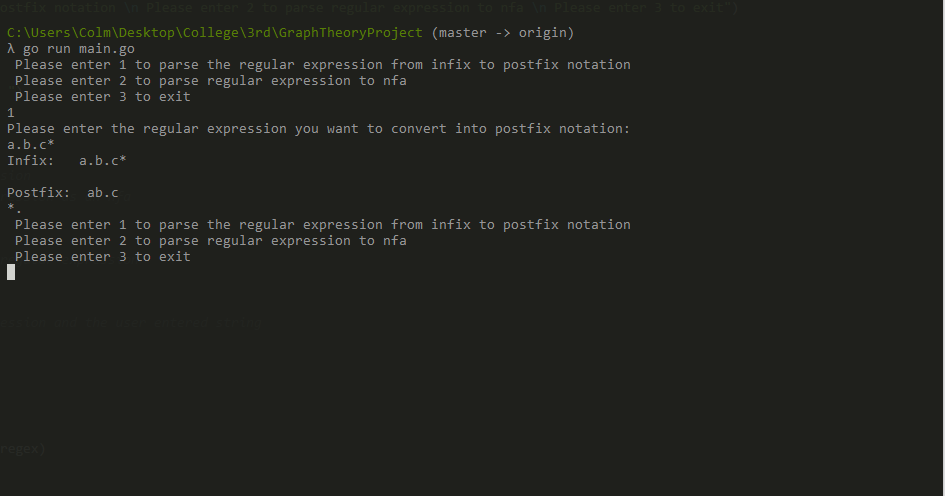 ostfix notation \n Please enter 2 to parse regular expression to nfa \n Please enter 3 to exit")
C:\Users\Colm\Desktop\College\3rd\GraphTheoryProject (master -> origin)
λ go run main.go
Please enter 1 to parse the regular expression from infix to postfix notation
Please enter 2 to parse regular expression to nfa
Please enter 3 to exit
1
Please enter the regular expression you want to convert into postfix notation:
a.b.c*
Infix:   a.b.c*
Postfix:  ab.c
*.
Please enter 1 to parse the regular expression from infix to postfix notation
Please enter 2 to parse regular expression to nfa
Please enter 3 to exit
regex)